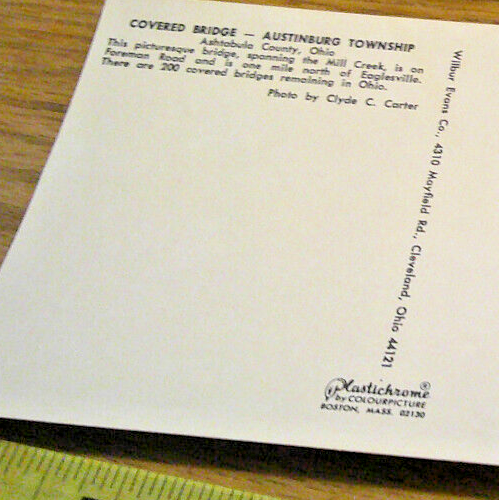 COVERED BRIDGE — AUSTINBURG TOWNSHIP
Ashtabula County, Ohio
This picturesque bridge, spanning the Mill Creek, is on
Foreman Road and is one mile north of Eaglesville.
There are 200 covered bridges remaining in Ohio.
Photo by Clyde C. Carter
Wilbur Evans Co., 4310 Mayfield Rd., Cleveland, Ohio 44121
Plastichrome®
by COLOURPICTURE
BOSTON, MASS. 02130